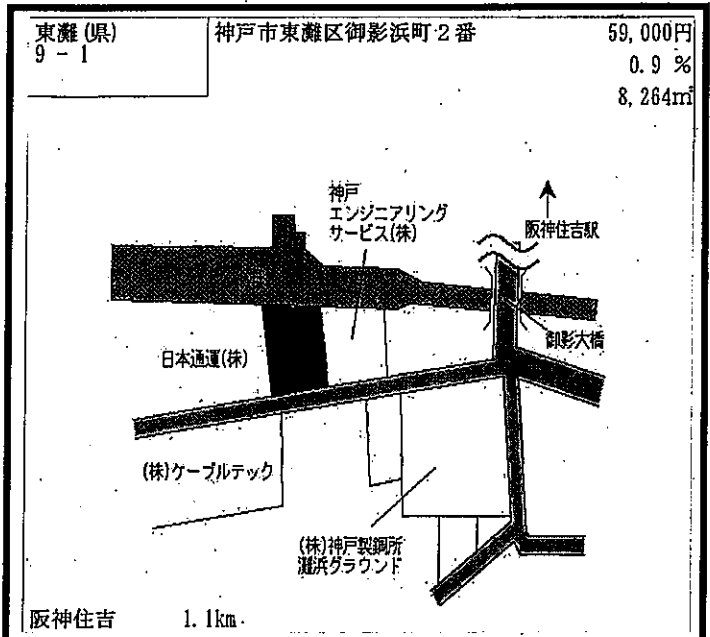 東灘(県)
9 - 1
神戸市東灘区御影浜町2番
59,000円
0.9 %
8,264㎡
神戸
エンジニアリング
サービス(株)
阪神住吉駅
御影大橋
日本通運(株)
(株)ケーブルテック
(株)神戸製鋼所
灘浜グラウンド
阪神住吉 1.1km